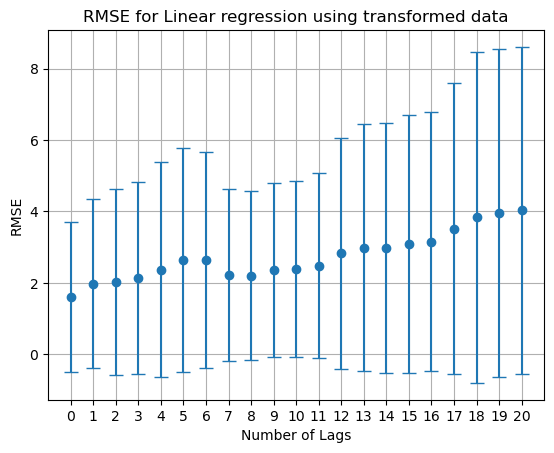 RMSE for Linear regression using transformed data
8
6
4
2
0
RMSE
0 1 2 3 4 5 6 7 8 9 10 11 12 13 14 15 16 17 18 19 20
Number of Lags